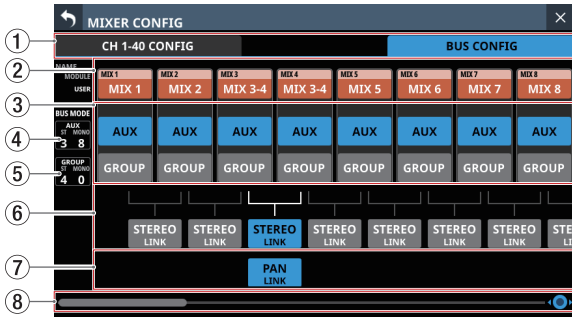 MIXER CONFIG
1 CH 1-40 CONFIG BUS CONFIG
2 NAME MODULE USER
MIX 1 MIX 2 MIX 3 MIX 4 MIX 5 MIX 6 MIX 7 MIX 8
MIX 1 MIX 2 MIX 3-4 MIX 3-4 MIX 5 MIX 6 MIX 7 MIX 8
3
BUS MODE
4 AUX
ST MONO
3 8
AUX AUX AUX AUX AUX AUX AUX AUX
5 GROUP
ST MONO
4 0
GROUP GROUP GROUP GROUP GROUP GROUP GROUP GROUP
6
STEREO STEREO STEREO STEREO STEREO STEREO STEREO STE
LINK LINK LINK LINK LINK LINK LINK L
7 PAN
LINK
8